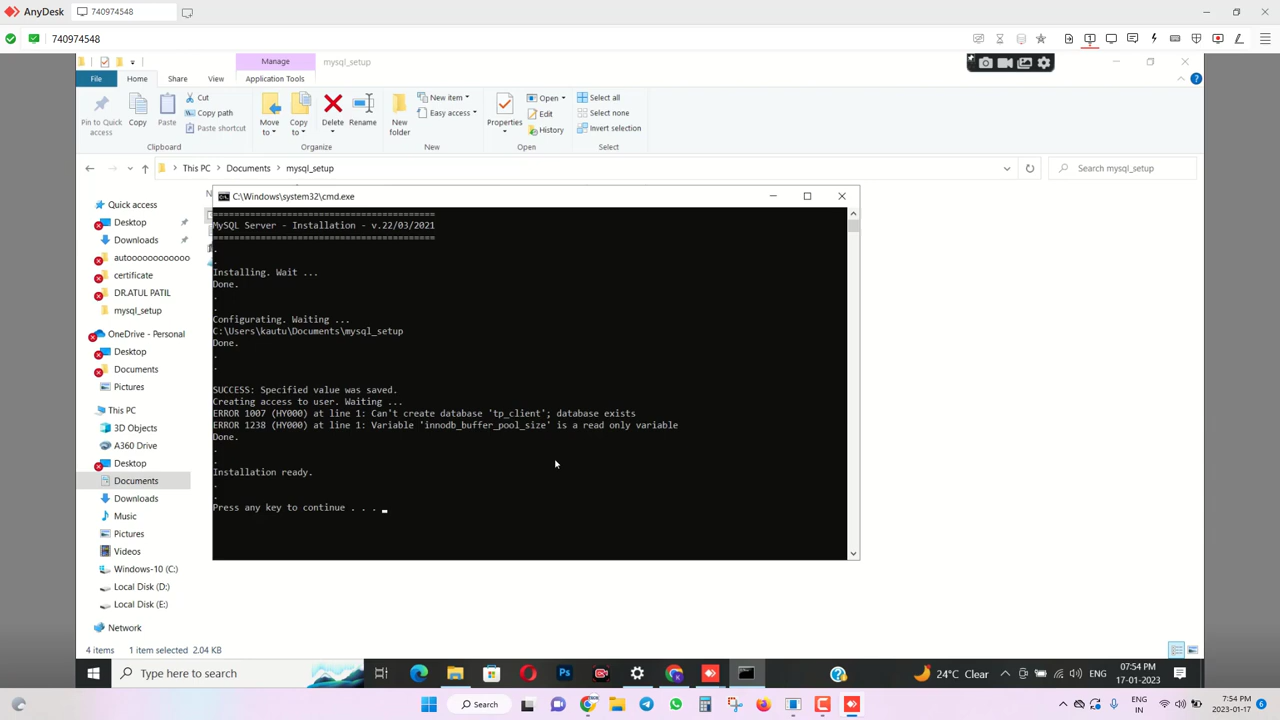 AnyDesk
740974548
740974548
Manage
mysql_setup
File
Home
Share
View
Application Tools
Pin to Quick access
Copy
Paste
Cut
Copy path
Paste shortcut
Clipboard
Move to
Copy to
Delete
Rename
Organize
New folder
New item
Easy access
New
Properties
Open
Edit
History
Open
Select all
Select none
Invert selection
Select
This PC
Documents
mysql_setup
Search mysql_setup
Quick access
Desktop
Downloads
autooooooooooo
certificate
DR.ATUL PATIL
mysql_setup
OneDrive - Personal
Desktop
Documents
Pictures
This PC
3D Objects
A360 Drive
Desktop
Documents
Downloads
Music
Pictures
Videos
Windows-10 (C:)
Local Disk (D:)
Local Disk (E:)
Network
C:\Windows\system32\cmd.exe
==========================================
MySQL Server - Installation - v.22/03/2021
==========================================
.
.
Installing. Wait ...
Done.
.
.
Configurating. Waiting ...
C:\Users\kautu\Documents\mysql_setup
Done.
.
.
SUCCESS: Specified value was saved.
Creating access to user. Waiting ...
ERROR 1007 (HY000) at line 1: Can't create database 'tp_client'; database exists
ERROR 1238 (HY000) at line 1: Variable 'innodb_buffer_pool_size' is a read only variable
Done.
.
.
Installation ready.
.
.
Press any key to continue . . .
4 items
1 item selected 2.04 KB
Type here to search
Ps
24°C Clear
ENG
07:54 PM
17-01-2023
Search
ENG
IN
7:54 PM
2023-01-17
6